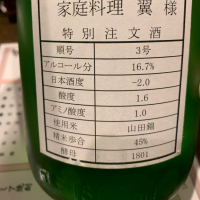 家庭料理 翼 様
特別注文酒
順号 3号
アルコール分 16.7%
日本酒度 -2.0
酸度 1.6
アミノ酸度 1.0
使用米 山田錦
精米歩合 45%
酵母 1801